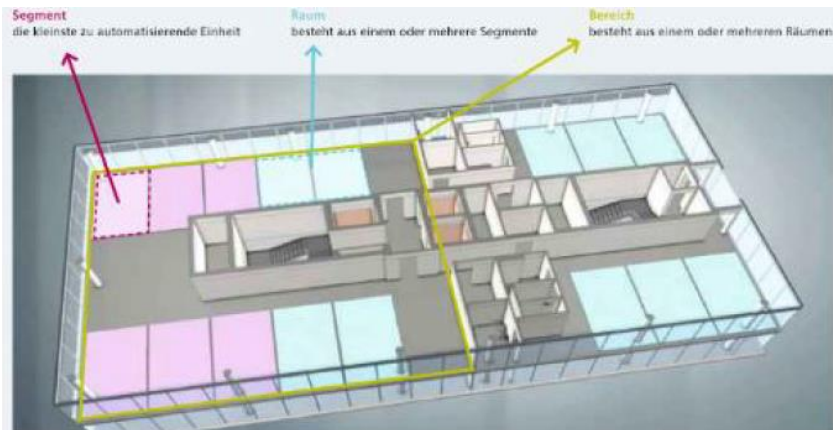 Segment
die kleinste zu automatisierende Einheit
Raum
besteht aus einem oder mehrere Segmente
Bereich
besteht aus einem oder mehreren Räumen